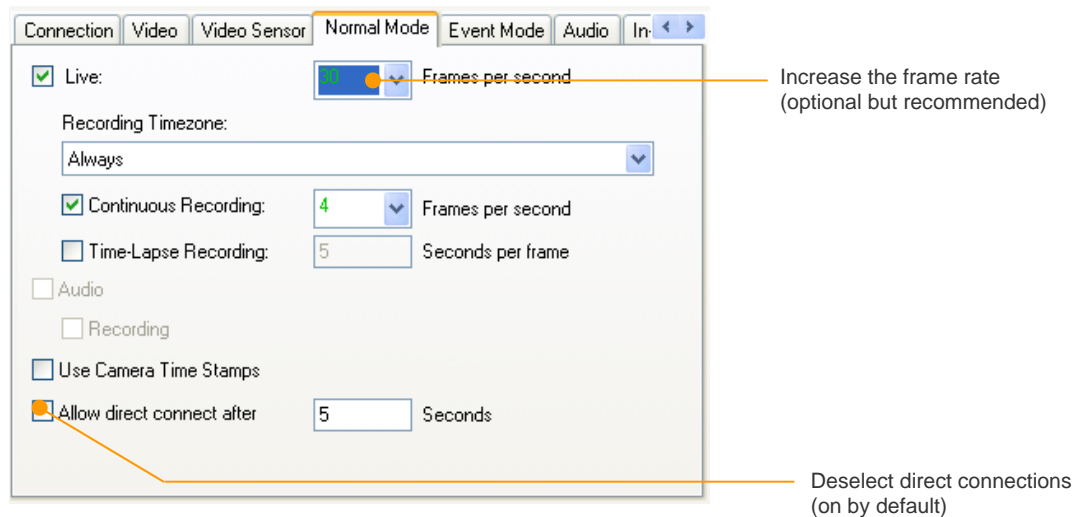 Connection Video Video Sensor Normal Mode Event Mode Audio In-
Live: 30 Frames per second
Increase the frame rate
(optional but recommended)
Recording Timezone:
Always
Continuous Recording: 4 Frames per second
Time-Lapse Recording: 5 Seconds per frame
Audio
Recording
Use Camera Time Stamps
Allow direct connect after 5 Seconds
Deselect direct connections
(on by default)